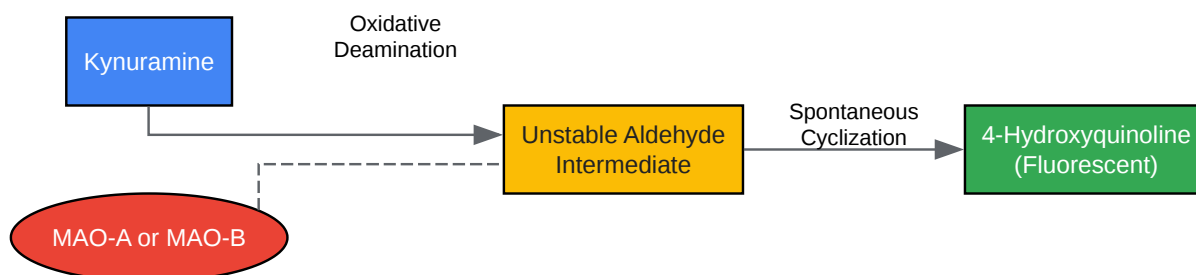 Kynuramine
Oxidative
Deamination
Unstable Aldehyde
Intermediate
Spontaneous
Cyclization
4-Hydroxyquinoline
(Fluorescent)
MAO-A or MAO-B